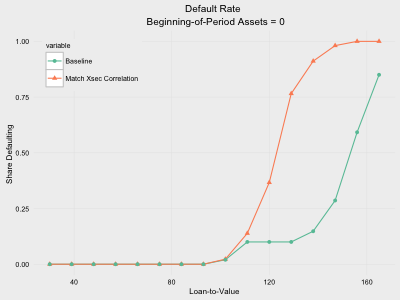 Default Rate
Beginning-of-Period Assets = 0
variable
Baseline
Match Xsec Correlation
1.00
0.75
0.50
0.25
0.00
Share Defaulting
40
80
120
160
Loan-to-Value